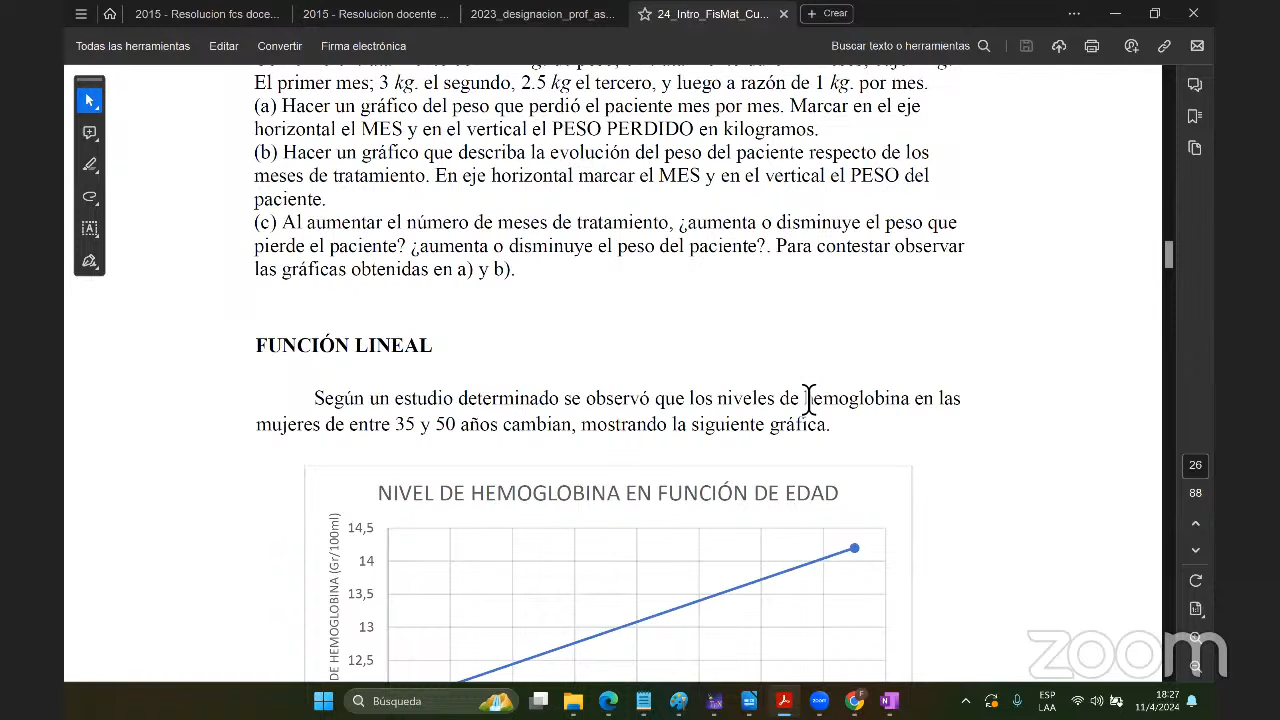 2015 - Resolucion fcs doce...
2015 - Resolucion docente ...
2023_designacion_prof_as...
24_Intro_FisMat_Cu...
Crear
Todas las herramientas
Editar
Convertir
Firma electrónica
Buscar texto o herramientas
El primer mes; 3 kg. el segundo, 2.5 kg el tercero, y luego a razón de 1 kg. por mes.
(a) Hacer un gráfico del peso que perdió el paciente mes por mes. Marcar en el eje
horizontal el MES y en el vertical el PESO PERDIDO en kilogramos.
(b) Hacer un gráfico que describa la evolución del peso del paciente respecto de los
meses de tratamiento. En eje horizontal marcar el MES y en el vertical el PESO del
paciente.
(c) Al aumentar el número de meses de tratamiento, ¿aumenta o disminuye el peso que
pierde el paciente? ¿aumenta o disminuye el peso del paciente?. Para contestar observar
las gráficas obtenidas en a) y b).
FUNCIÓN LINEAL
Según un estudio determinado se observó que los niveles de hemoglobina en las
mujeres de entre 35 y 50 años cambian, mostrando la siguiente gráfica.
NIVEL DE HEMOGLOBINA EN FUNCIÓN DE EDAD
DE HEMOGLOBINA (Gr/100ml)
14,5
14
13,5
13
12,5
26
88
zoom
Búsqueda
ESP
LAA
18:27
11/4/2024